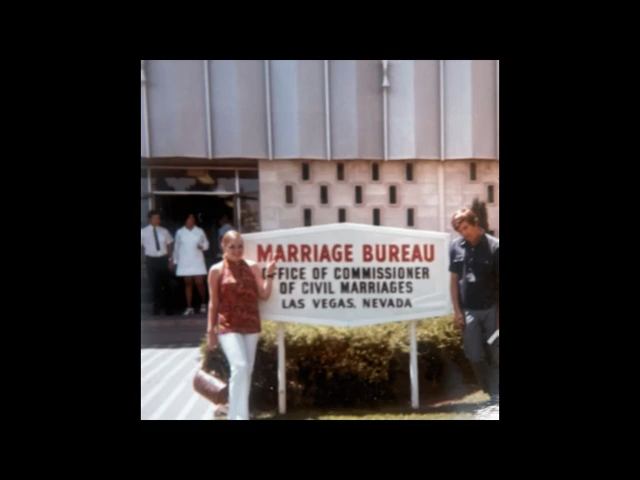 MARRIAGE BUREAU
OFFICE OF COMMISSIONER
OF CIVIL MARRIAGES
LAS VEGAS, NEVADA